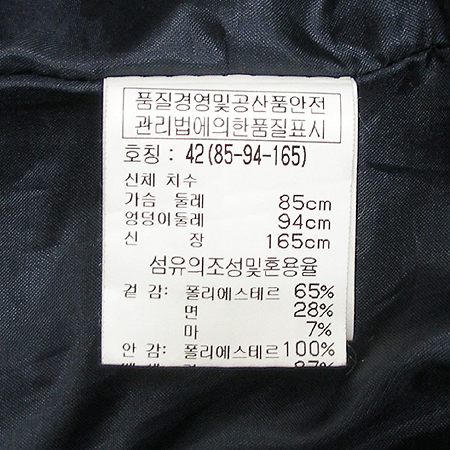 품질경영및공산품안전
관리법에의한품질표시
호칭 : 42(85-94-165)
신체 치수
가슴 둘레 85cm
엉덩이둘레 94cm
신 장 165cm
섬유의조성및혼용율
겉 감: 폴리에스테르 65%
면 28%
마 7%
안 감: 폴리에스테르 100%